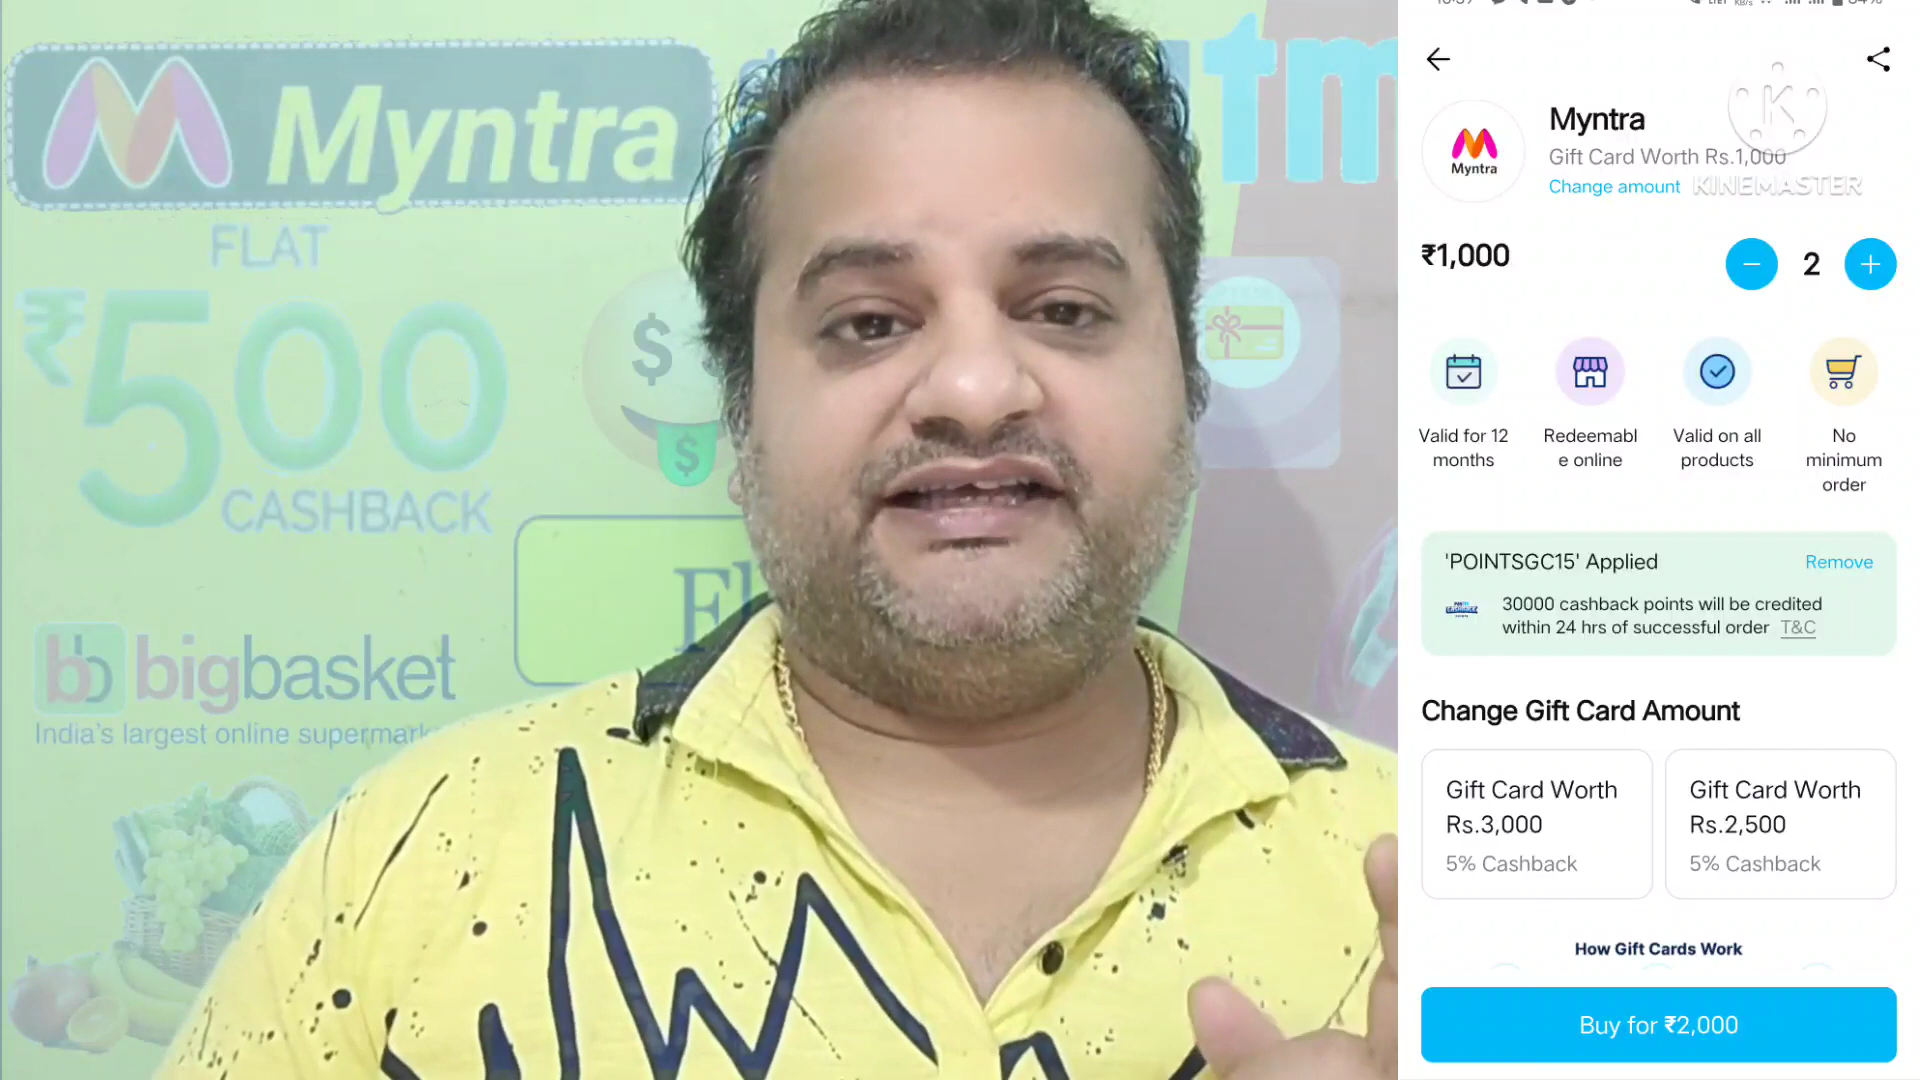 Myntra
FLAT
₹500
CASHBACK
bb bigbasket
India's largest online supermark
Fl
tm
$
$
Myntra
Myntra
Gift Card Worth Rs.1,000
Change amount
KINEMASTER
₹1,000
2
Valid for 12 months
Redeemabl
e online
Valid on all
products
No
minimum
order
'POINTSGC15' Applied
Remove
30000 cashback points will be credited
within 24 hrs of successful order T&C
Change Gift Card Amount
Gift Card Worth
Rs.3,000
5% Cashback
Gift Card Worth
Rs.2,500
5% Cashback
How Gift Cards Work
Buy for ₹2,000